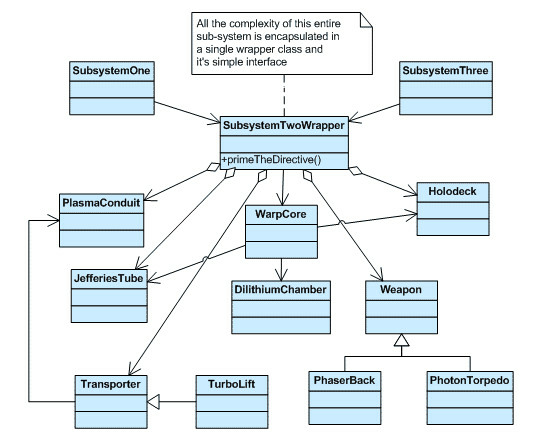 All the complexity of this entire
sub-system is encapsulated in
a single wrapper class and
it's simple interface
SubsystemOne
SubsystemThree
SubsystemTwoWrapper
+primeTheDirective()
PlasmaConduit
WarpCore
Holodeck
JefferiesTube
DilithiumChamber
Weapon
Transporter
TurboLift
PhaserBack
PhotonTorpedo